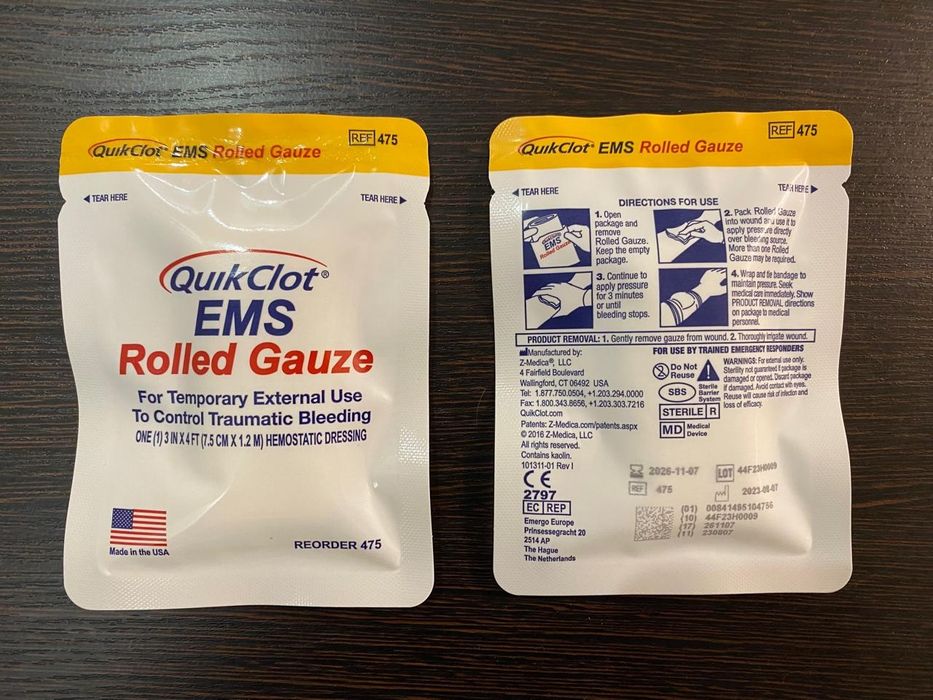 QuikClot® EMS Rolled Gauze
REF 475
◀ TEAR HERE
TEAR HERE ▶
QuikClot®
EMS
Rolled Gauze
For Temporary External Use
To Control Traumatic Bleeding
ONE (1) 3 IN X 4 FT (7.5 CM X 1.2 M) HEMOSTATIC DRESSING
Made in the USA
REORDER 475
QuikClot® EMS Rolled Gauze
REF 475
◀ TEAR HERE
TEAR HERE ▶
DIRECTIONS FOR USE
EMS
Rolled Gauze
1. Open
package and
remove
Rolled Gauze.
Keep the empty
package.
2. Pack Rolled Gauze
into wound and use it to
apply pressure directly
over bleeding source.
More than one Rolled
Gauze may be required.
3. Continue to
apply pressure
for 3 minutes
or until
bleeding stops.
4. Wrap and tie bandage to
maintain pressure. Seek
medical care immediately. Show
PRODUCT REMOVAL directions
on package to medical
personnel.
PRODUCT REMOVAL: 1. Gently remove gauze from wound. 2. Thoroughly irrigate wound.
Manufactured by:
Z-Medica®, LLC
4 Fairfield Boulevard
Wallingford, CT 06492 USA
Tel: 1.877.750.0504, +1.203.294.0000
Fax: 1.800.343.8656, +1.203.303.7216
QuikClot.com
Patents: Z-Medica.com/patents.aspx
© 2016 Z-Medica, LLC
All rights reserved.
Contains kaolin.
101311-01 Rev I
CE
2797
EC REP
Emergo Europe
Prinsessegracht 20
2514 AP
The Hague
The Netherlands
FOR USE BY TRAINED EMERGENCY RESPONDERS
Do Not
Reuse
WARNINGS: For external use only.
Sterility not guaranteed if package is
damaged or opened. Discard package
if damaged. Avoid contact with eyes.
Reuse will cause risk of infection and
loss of efficacy.
SBS
Sterile
Barrier
System
STERILE R
MD Medical
Device
2026-11-07
LOT 44F23H0009
REF 475
2023-08-07
(01) 00841495104756
(10) 44F23H0009
(17) 261107
(11) 230807